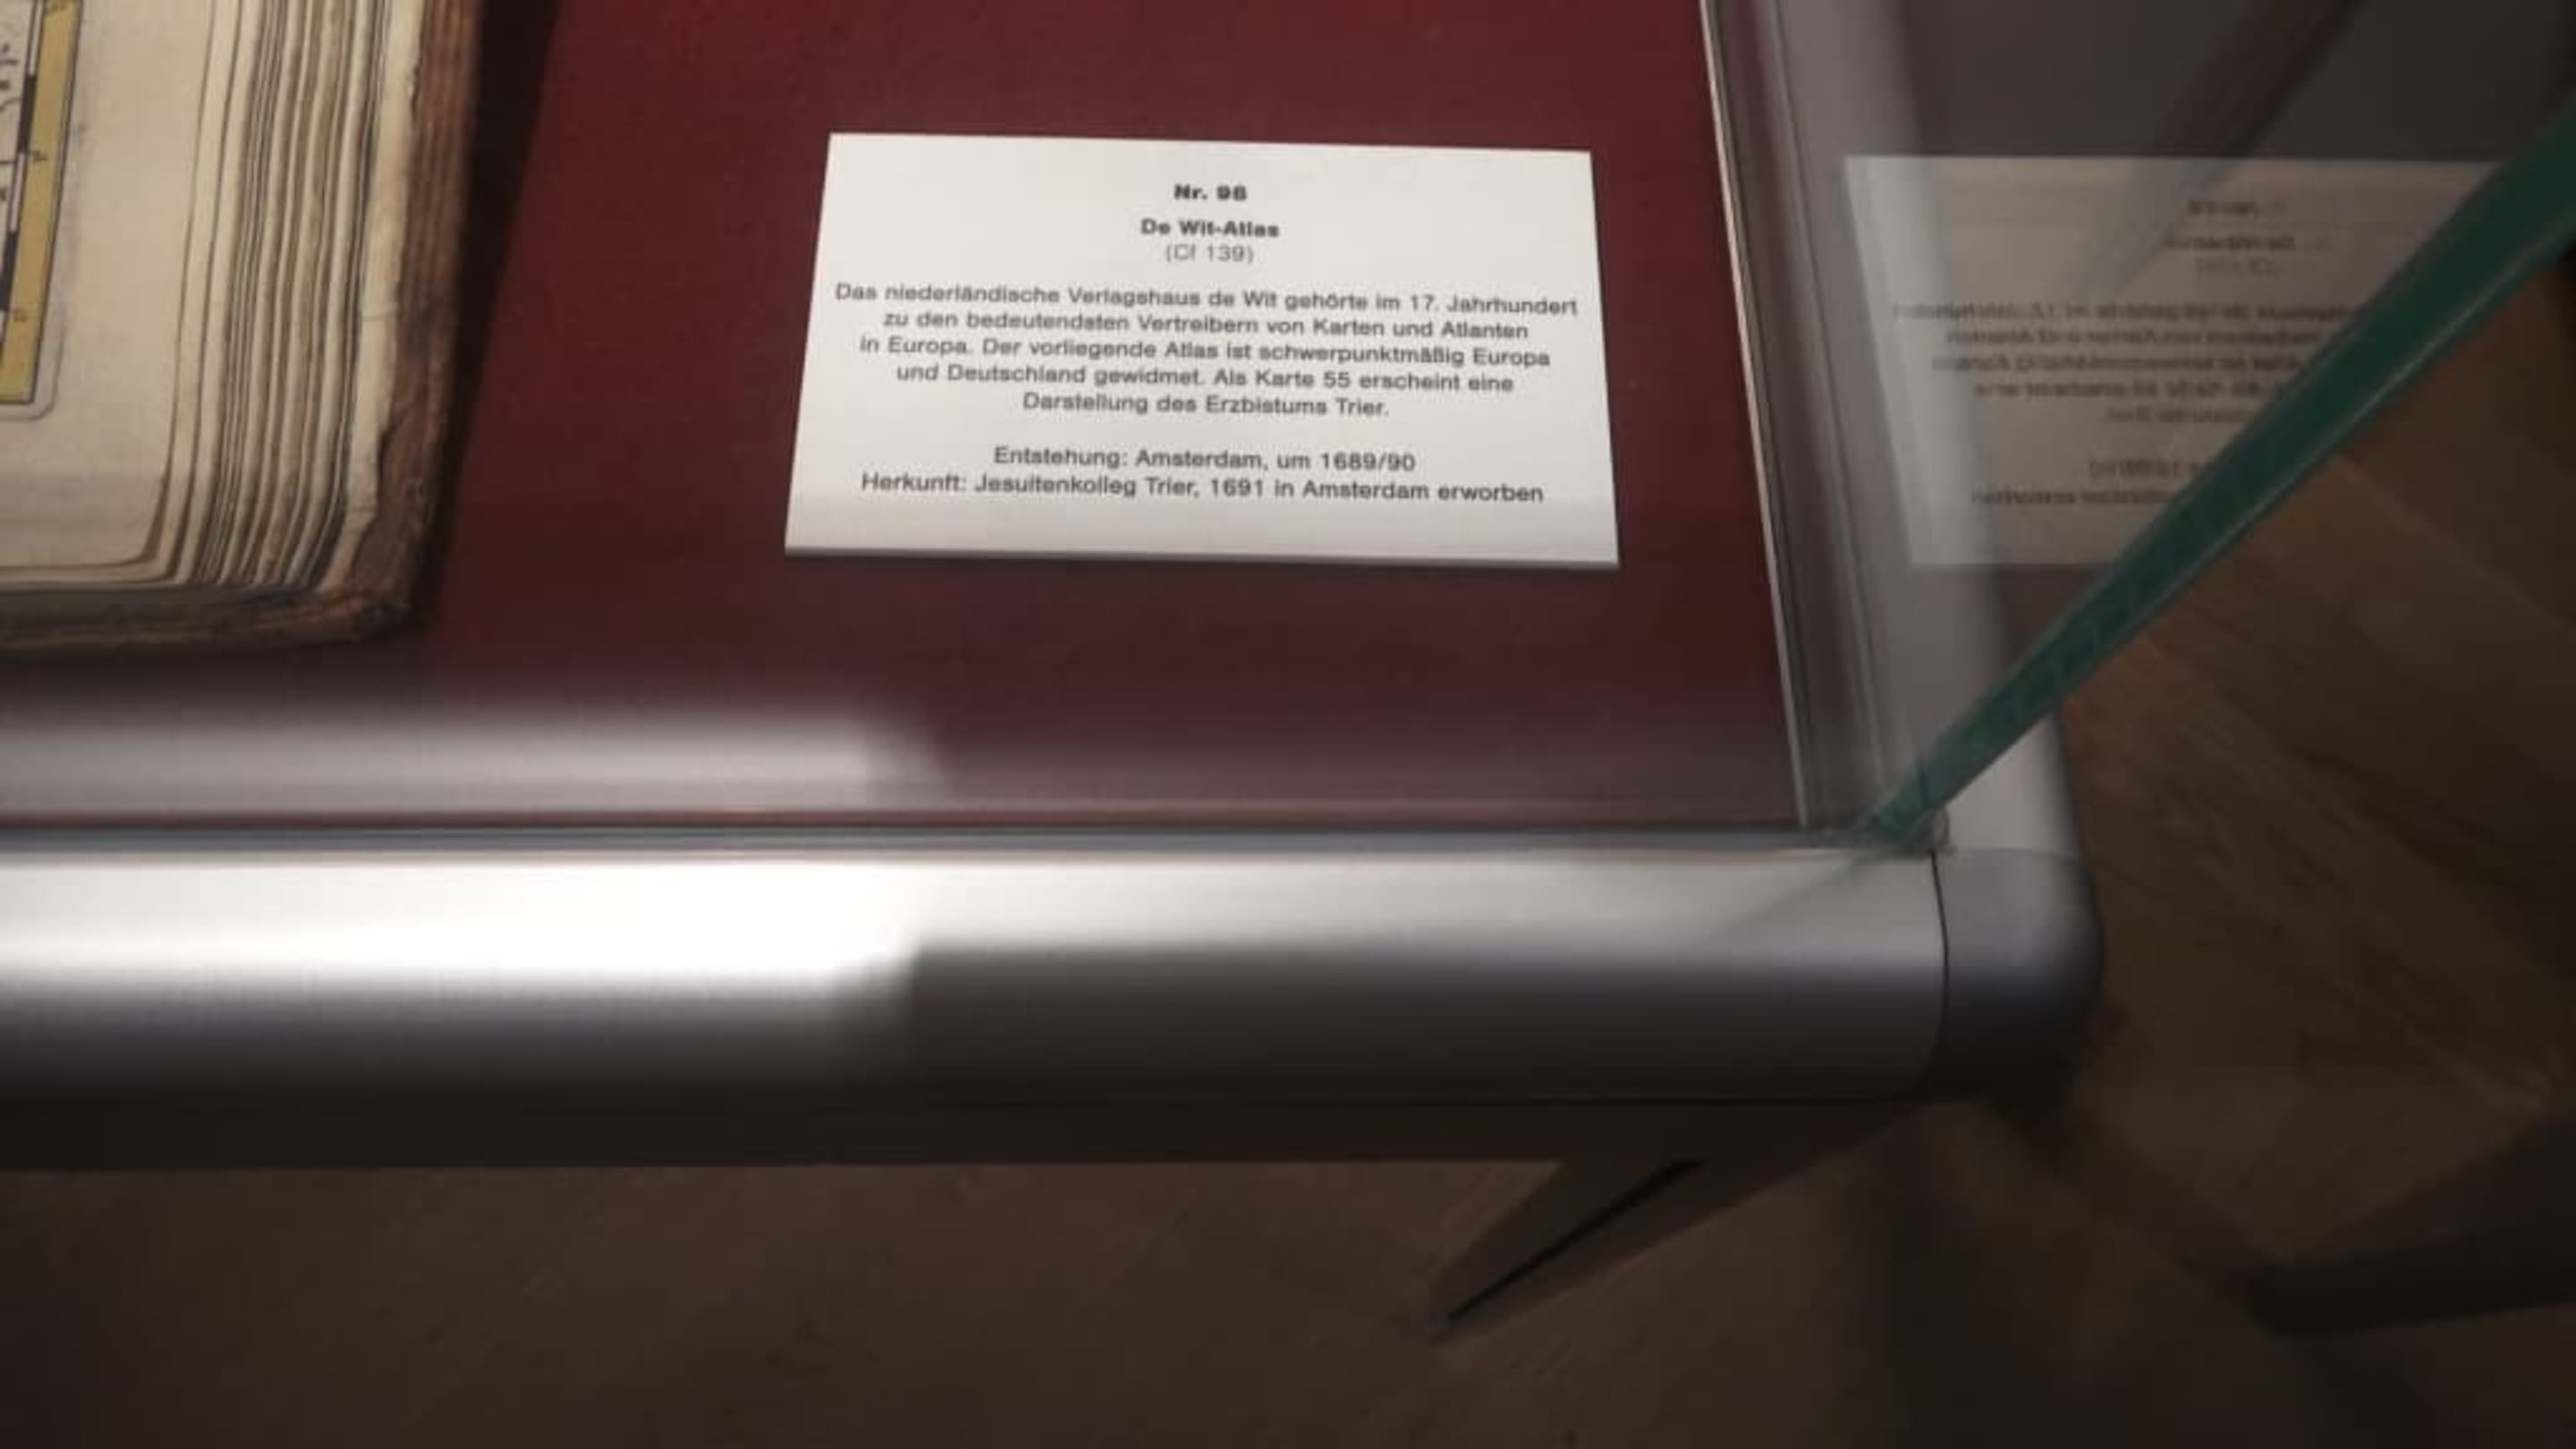 Nr. 98
De Wit-Atlas
(Cf 139)
Das niederländische Verlagshaus de Wit gehörte im 17. Jahrhundert
zu den bedeutendsten Vertreibern von Karten und Atlanten
in Europa. Der vorliegende Atlas ist schwerpunktmäßig Europa
und Deutschland gewidmet. Als Karte 55 erscheint eine
Darstellung des Erzbistums Trier.
Entstehung: Amsterdam, um 1689/90
Herkunft: Jesuitenkolleg Trier, 1691 in Amsterdam erworben